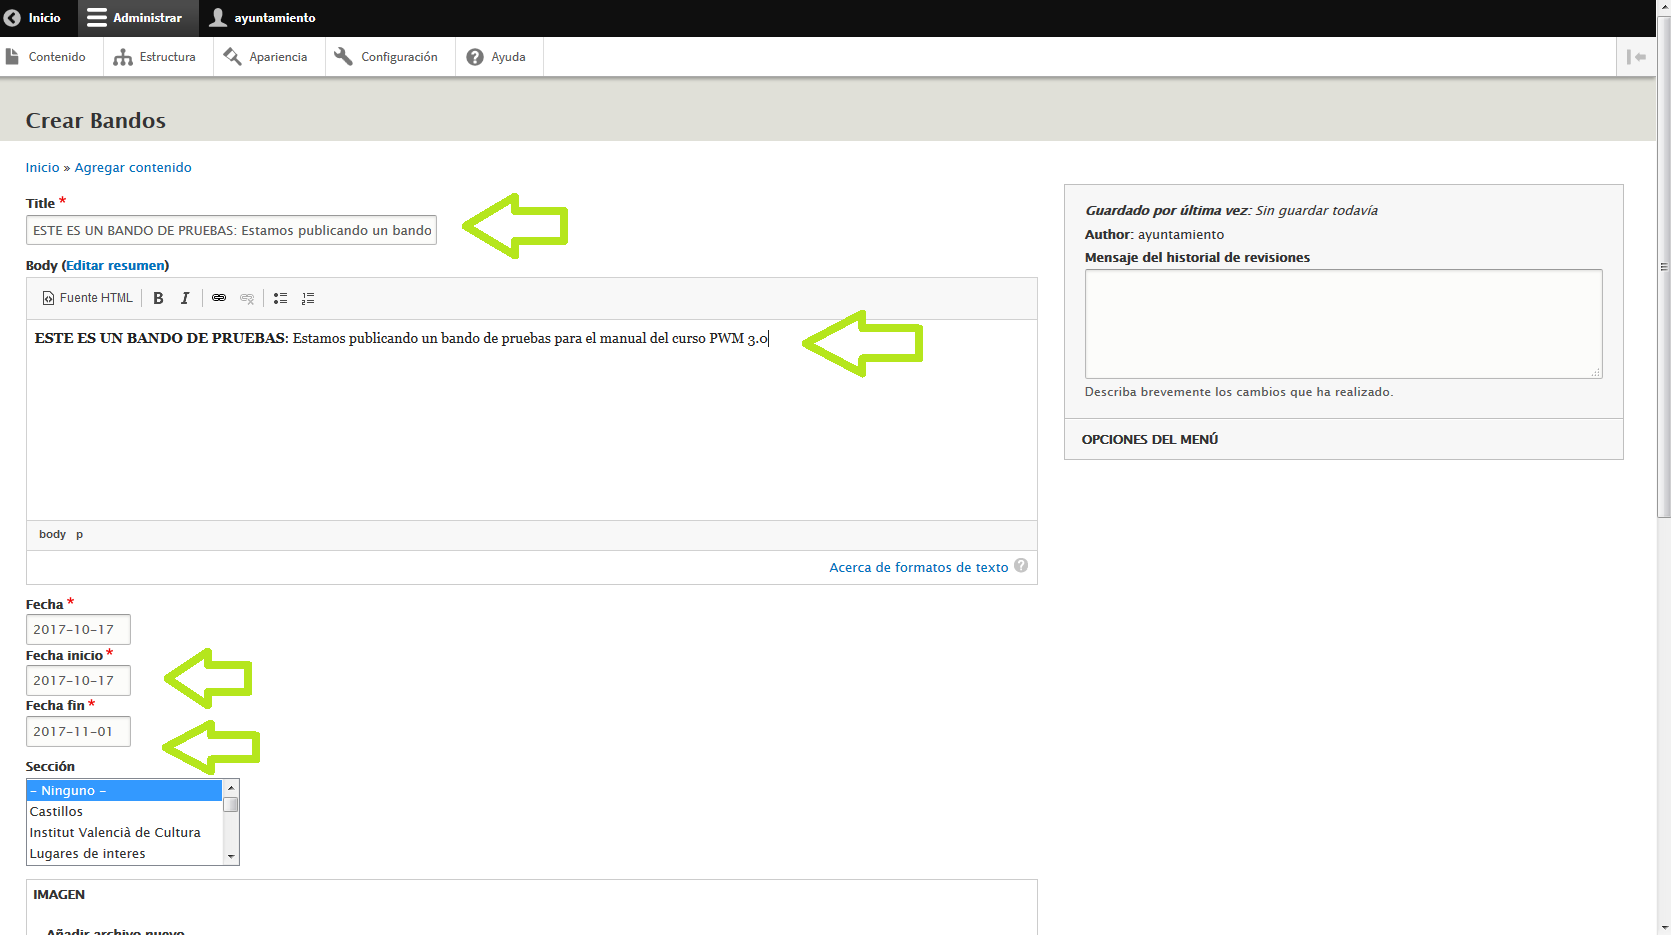 Inicio Administrar ayuntamiento
Contenido Estructura Apariencia Configuración Ayuda
Crear Bandos
Inicio » Agregar contenido
Title *
ESTE ES UN BANDO DE PRUEBAS: Estamos publicando un bando
Body (Editar resumen)
Fuente HTML B I
ESTE ES UN BANDO DE PRUEBAS: Estamos publicando un bando de pruebas para el manual del curso PWM 3.0
body p
Acerca de formatos de texto ?
Fecha *
2017-10-17
Fecha inicio *
2017-10-17
Fecha fin *
2017-11-01
Sección
- Ninguno -
Castillos
Institut Valencià de Cultura
Lugares de interes
IMAGEN
Añadir archivo nuevo
Guardado por última vez: Sin guardar todavía
Author: ayuntamiento
Mensaje del historial de revisiones
Describa brevemente los cambios que ha realizado.
OPCIONES DEL MENÚ